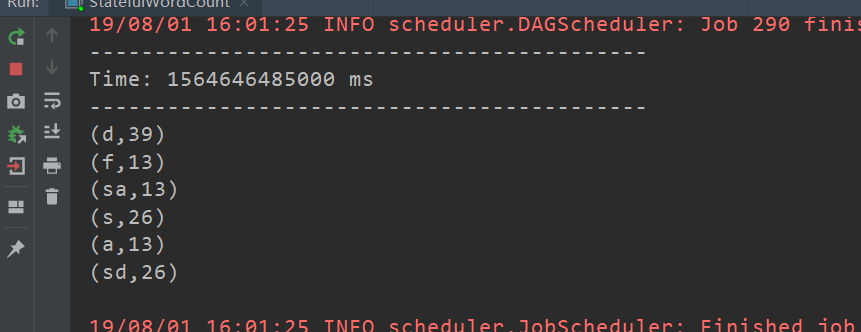 Run: StatefulWordCount
19/08/01 16:01:25 INFO scheduler.DAGScheduler: Job 290 finis
-------------------------------------------
Time: 1564646485000 ms
-------------------------------------------
(d,39)
(f,13)
(sa,13)
(s,26)
(a,13)
(sd,26)
19/08/01 16:01:25 INFO scheduler.JobScheduler: Finished job